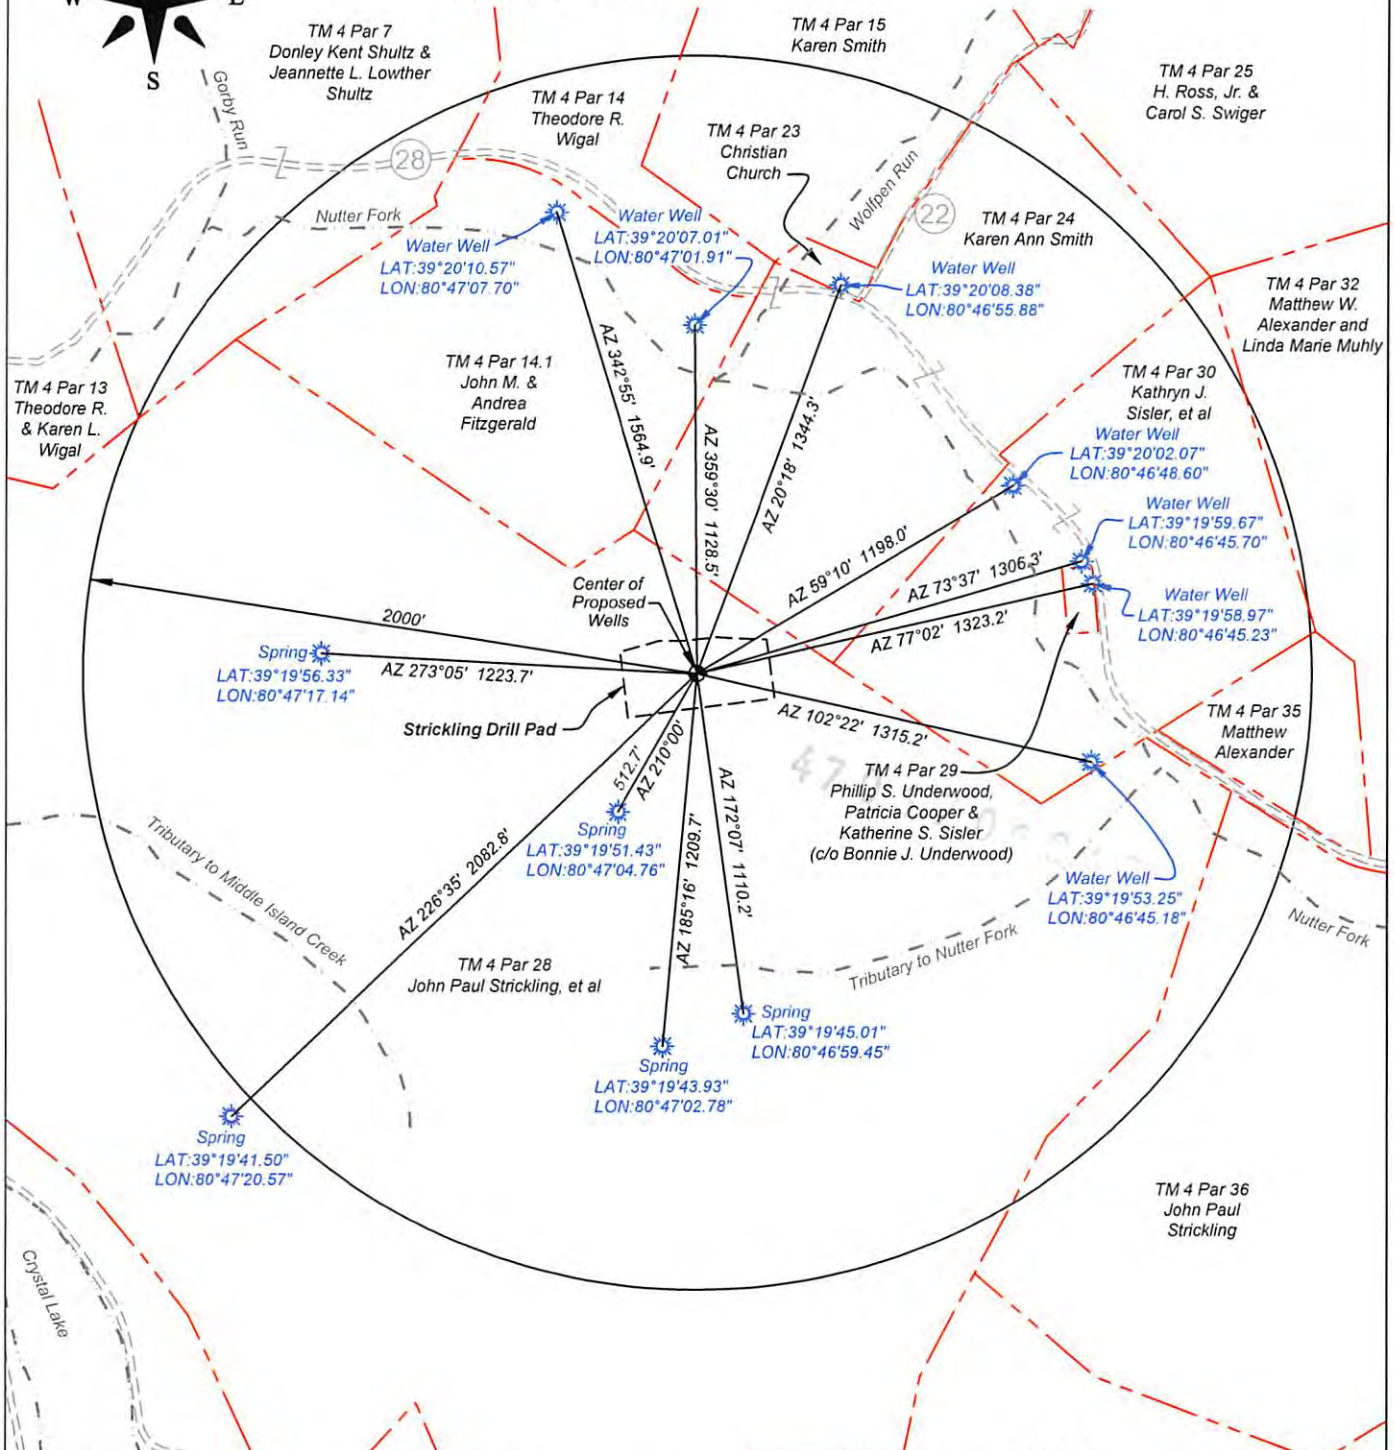 W
E
S
TM 4 Par 7
Donley Kent Shultz &
Jeannette L. Lowther
Shultz
TM 4 Par 15
Karen Smith
TM 4 Par 25
H. Ross, Jr. &
Carol S. Swiger
TM 4 Par 14
Theodore R.
Wigal
TM 4 Par 23
Christian
Church
Gorby Run
28
Wolfpen Run
22
Nutter Fork
TM 4 Par 24
Karen Ann Smith
Water Well
LAT:39°20'10.57"
LON:80°47'07.70"
Water Well
LAT:39°20'07.01"
LON:80°47'01.91"
Water Well
LAT:39°20'08.38"
LON:80°46'55.88"
TM 4 Par 32
Matthew W.
Alexander and
Linda Marie Muhly
TM 4 Par 13
Theodore R.
& Karen L.
Wigal
TM 4 Par 14.1
John M. &
Andrea
Fitzgerald
TM 4 Par 30
Kathryn J.
Sisler, et al
Water Well
LAT:39°20'02.07"
LON:80°46'48.60"
AZ 342°55' 1564.9'
AZ 359°30' 1128.5'
AZ 20°18' 1344.3'
AZ 59°10' 1198.0'
AZ 73°37' 1306.3'
AZ 77°02' 1323.2'
Water Well
LAT:39°19'59.67"
LON:80°46'45.70"
Water Well
LAT:39°19'58.97"
LON:80°46'45.23"
Center of
Proposed
Wells
2000'
Spring
LAT:39°19'56.33"
LON:80°47'17.14"
AZ 273°05' 1223.7'
Strickling Drill Pad
AZ 102°22' 1315.2'
TM 4 Par 35
Matthew
Alexander
TM 4 Par 29
Phillip S. Underwood,
Patricia Cooper &
Katherine S. Sisler
(c/o Bonnie J. Underwood)
512.7'
AZ 210°00'
Spring
LAT:39°19'51.43"
LON:80°47'04.76"
AZ 226°35' 2082.8'
AZ 185°16' 1209.7'
AZ 172°07' 1110.2'
Water Well
LAT:39°19'53.25"
LON:80°46'45.18"
Nutter Fork
Tributary to Middle Island Creek
Tributary to Nutter Fork
TM 4 Par 28
John Paul Strickling, et al
Spring
LAT:39°19'45.01"
LON:80°46'59.45"
Spring
LAT:39°19'43.93"
LON:80°47'02.78"
Spring
LAT:39°19'41.50"
LON:80°47'20.57"
TM 4 Par 36
John Paul
Strickling
Crystal Lake